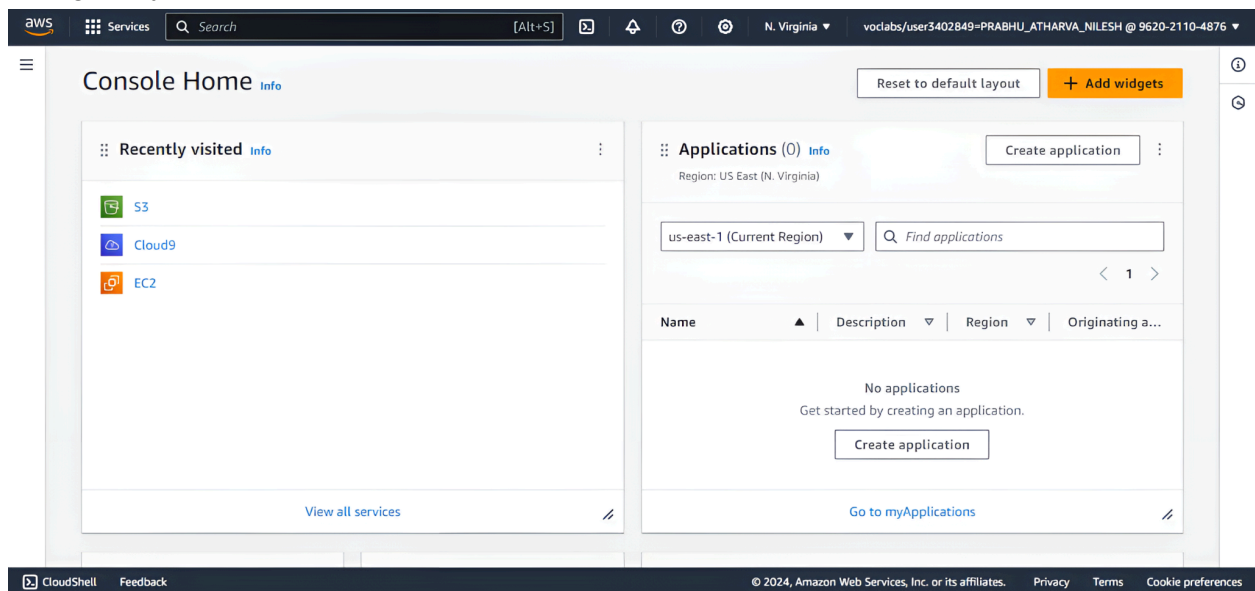 aws Services Search [Alt+S] N. Virginia voclabs/user3402849=PRABHU_ATHARVA_NILESH @ 9620-2110-4876
Console Home Info
Reset to default layout
+ Add widgets
Recently visited Info
S3
Cloud9
EC2
View all services
Applications (0) Info
Create application
Region: US East (N. Virginia)
us-east-1 (Current Region)
Find applications
1
Name Description Region Originating a...
No applications
Get started by creating an application.
Create application
Go to myApplications
CloudShell Feedback © 2024, Amazon Web Services, Inc. or its affiliates. Privacy Terms Cookie preferences